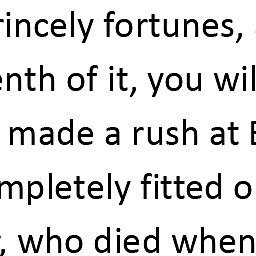 rincely fortunes,
enth of it, you wil
made a rush at E
mpletely fitted o
, who died when